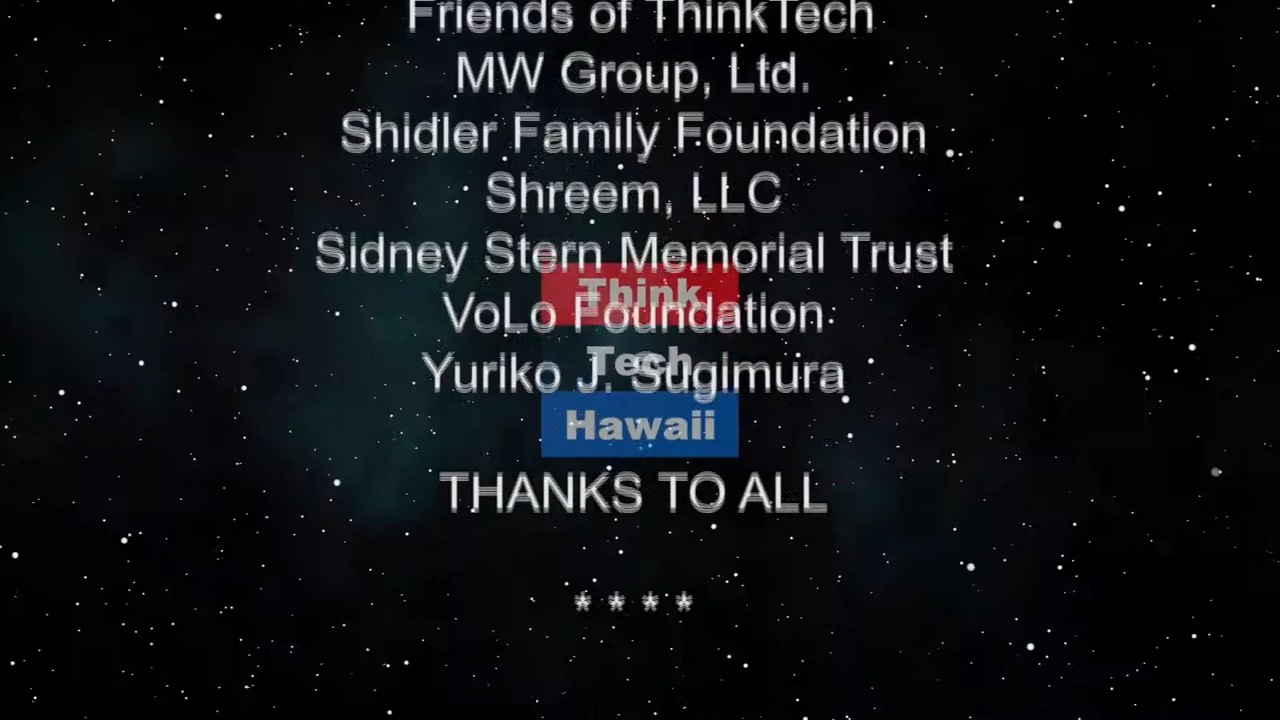 Friends of ThinkTech
MW Group, Ltd.
Shidler Family Foundation
Shreem, LLC
Sidney Stern Memorial Trust
Think
VoLo Foundation
Tech
Yuriko J. Sugimura
Hawaii
THANKS TO ALL
* * * *